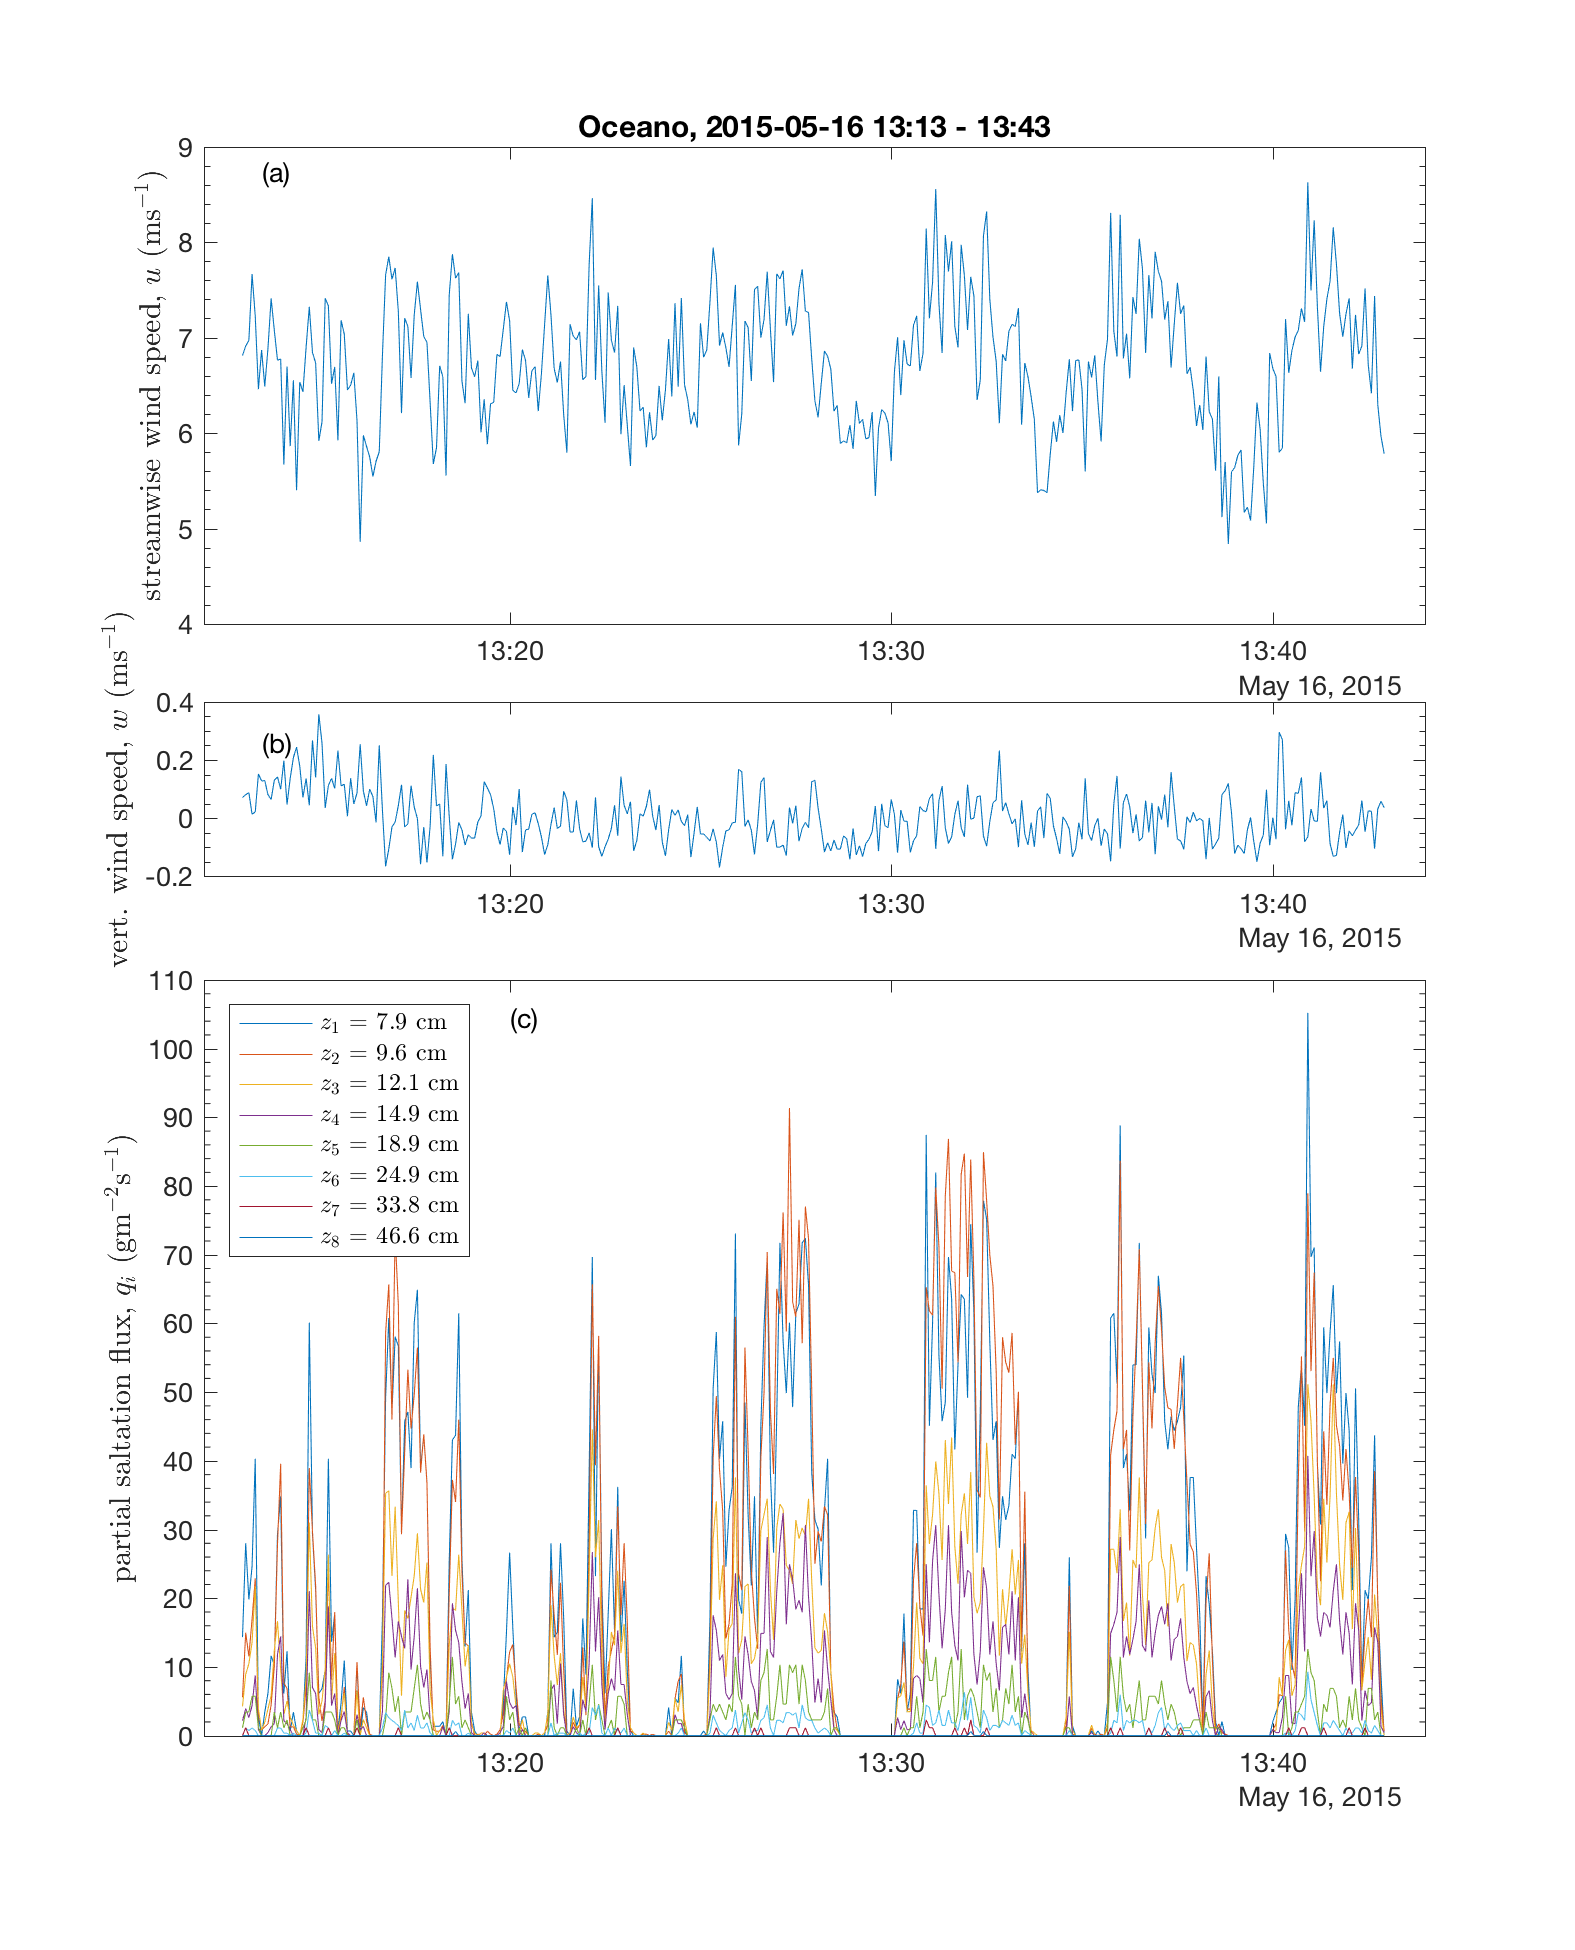 Oceano, 2015-05-16 13:13 - 13:43
(a)
streamwise wind speed, u (ms⁻¹)
9
8
7
6
5
4
13:20 13:30 13:40
May 16, 2015
(b)
vert. wind speed, w (ms⁻¹)
0.4
0.2
0
-0.2
13:20 13:30 13:40
May 16, 2015
(c)
partial saltation flux, qᵢ (gm⁻²s⁻¹)
110
100
90
80
70
60
50
40
30
20
10
0
z₁ = 7.9 cm
z₂ = 9.6 cm
z₃ = 12.1 cm
z₄ = 14.9 cm
z₅ = 18.9 cm
z₆ = 24.9 cm
z₇ = 33.8 cm
z₈ = 46.6 cm
13:20 13:30 13:40
May 16, 2015